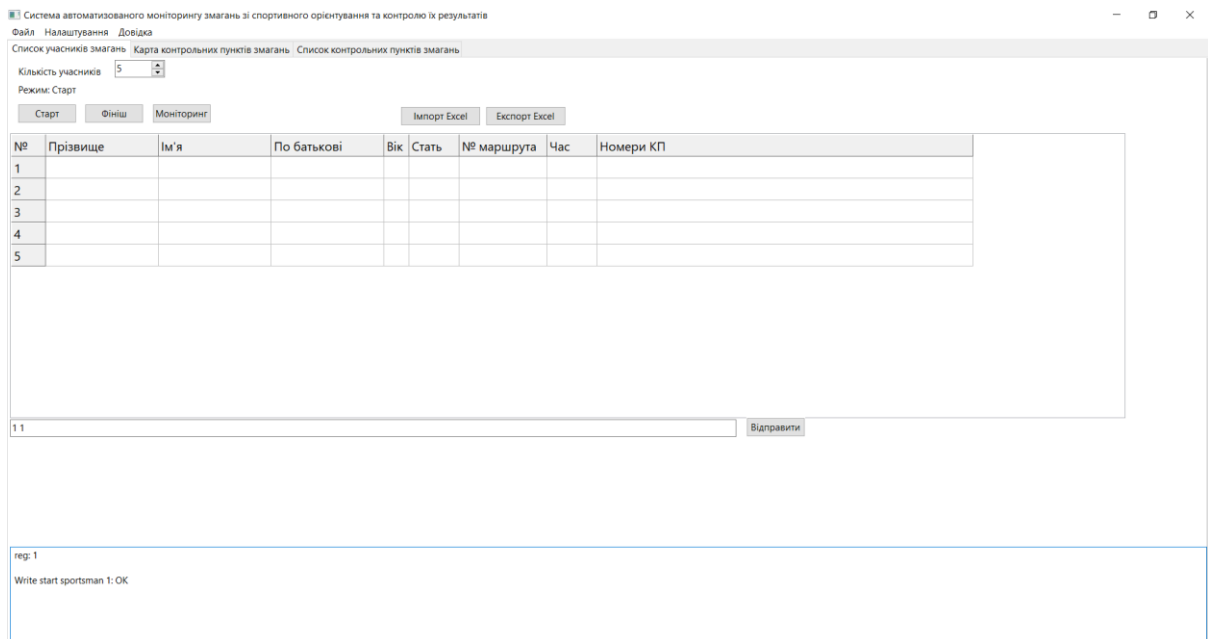 Система автоматизованого моніторингу змагань зі спортивного орієнтування та контролю їх результатів
Файл Налаштування Довідка
Список учасників змагань Карта контрольних пунктів змагань Список контрольних пунктів змагань
Кількість учасників 5
Режим: Старт
Старт Фініш Моніторинг Імпорт Excel Експорт Excel
№ Прізвище Ім'я По батькові Вік Стать № маршрута Час Номери КП
1
2
3
4
5
1 1 Відправити
reg: 1
Write start sportsman 1: OK